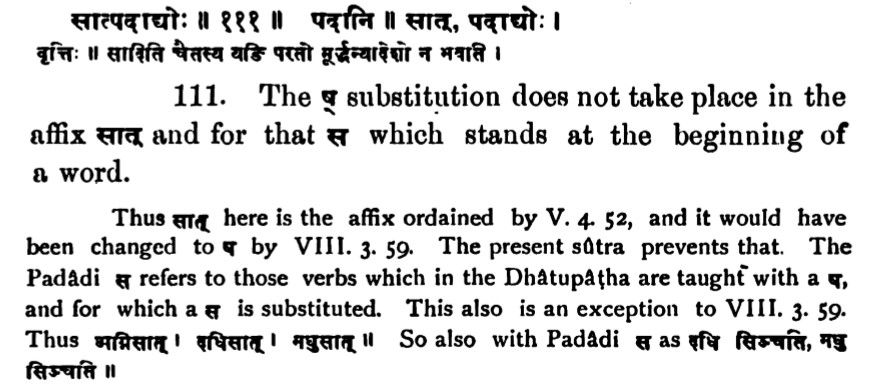 सात्पदाद्योः ॥ १११ ॥ पदानि ॥ सात्, पदाद्योः ।
वृत्तिः ॥ सादिति चैतस्य यङि परतो मूर्द्धन्यादेशो न भवति ।
111. The ष् substitution does not take place in the
affix सात् and for that स which stands at the beginning of
a word.
Thus सात् here is the affix ordained by V. 4. 52, and it would have
been changed to ष by VIII. 3. 59. The present sûtra prevents that. The
Padâdi स refers to those verbs which in the Dhâtupâṭha are taught with a ष,
and for which a स is substituted. This also is an exception to VIII. 3. 59.
Thus अग्निसात् । दधिसात् । मधुसात् ॥ So also with Padâdi स as दधि सिञ्चति, मधु
सिञ्चति ॥